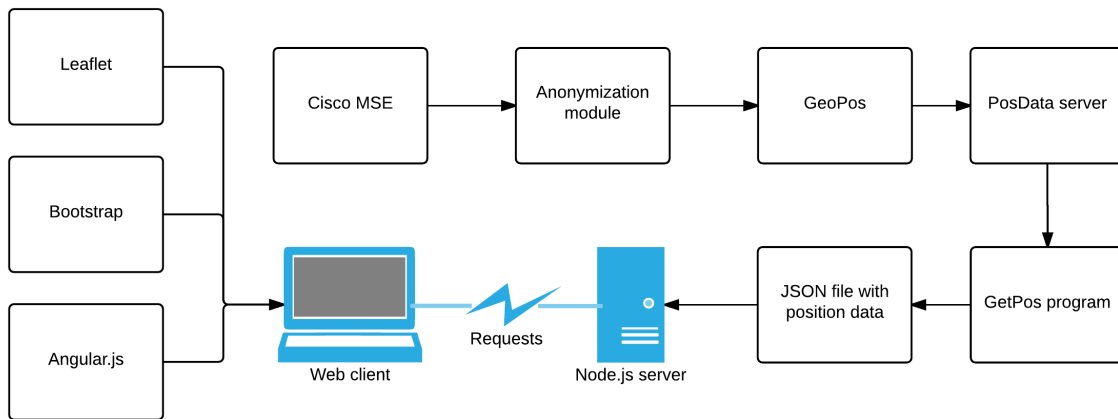 Leaflet
Cisco MSE
Anonymization
module
GeoPos
PosData server
Bootstrap
JSON file with
position data
GetPos program
Requests
Angular.js
Web client
Node.js server